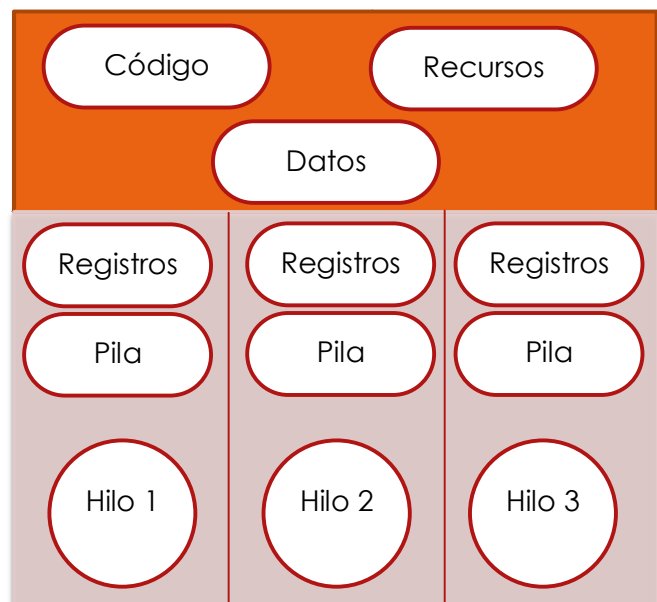 Código
Recursos
Datos
Registros
Registros
Registros
Pila
Pila
Pila
Hilo 1
Hilo 2
Hilo 3